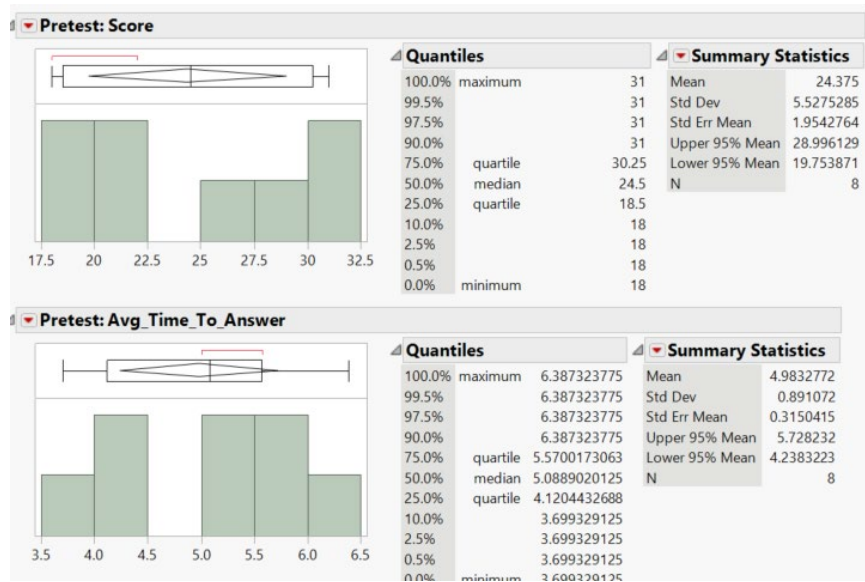 Pretest: Score
Quantiles
100.0% maximum 31
99.5% 31
97.5% 31
90.0% 31
75.0% quartile 30.25
50.0% median 24.5
25.0% quartile 18.5
10.0% 18
2.5% 18
0.5% 18
0.0% minimum 18
Summary Statistics
Mean 24.375
Std Dev 5.5275285
Std Err Mean 1.9542764
Upper 95% Mean 28.996129
Lower 95% Mean 19.753871
N 8
17.5 20 22.5 25 27.5 30 32.5
Pretest: Avg_Time_To_Answer
Quantiles
100.0% maximum 6.387323775
99.5% 6.387323775
97.5% 6.387323775
90.0% 6.387323775
75.0% quartile 5.5700173063
50.0% median 5.0889020125
25.0% quartile 4.1204432688
10.0% 3.699329125
2.5% 3.699329125
0.5% 3.699329125
0.0% minimum 3.699329125
Summary Statistics
Mean 4.9832772
Std Dev 0.891072
Std Err Mean 0.3150415
Upper 95% Mean 5.728232
Lower 95% Mean 4.2383223
N 8
3.5 4.0 4.5 5.0 5.5 6.0 6.5